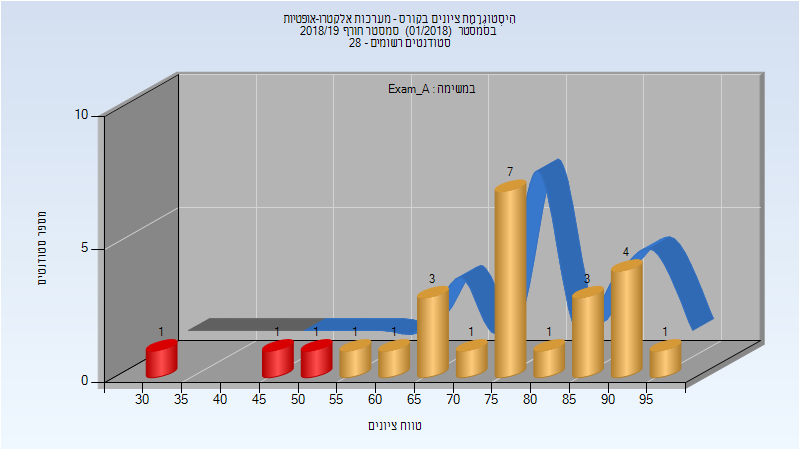 היסטוגרמת ציונים בקורס - מערכות אלקטרו-אופטיות
בסמסטר (01/2018) סמסטר חורף 2018/19
סטודנטים רשומים - 28
במשימה : Exam_A
מספר סטודנטים
10
5
0
1
1
1
1
1
3
1
7
1
3
4
1
30 35 40 45 50 55 60 65 70 75 80 85 90 95
טווח ציונים